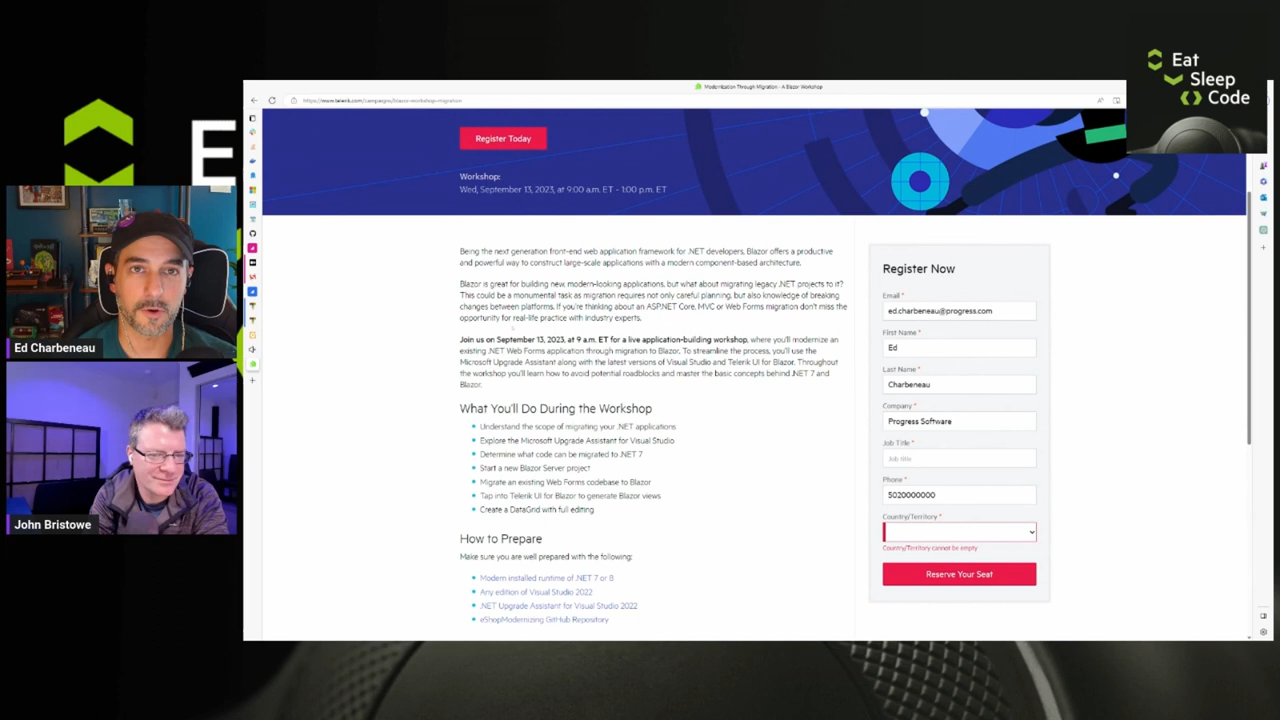 Eat
Sleep
Code
E
Modernization Through Migration - A Blazor Workshop
https://www.telerik.com/campaigns/blazor-workshop-migration
Register Today
Workshop:
Wed, September 13, 2023, at 9:00 a.m. ET - 1:00 p.m. ET
Being the next generation front-end web application framework for .NET developers, Blazor offers a productive
and powerful way to construct large-scale applications with a modern component-based architecture.
Blazor is great for building new, modern-looking applications, but what about migrating legacy .NET projects to it?
This could be a monumental task as migration requires not only careful planning, but also knowledge of breaking
changes between platforms. If you're thinking about an ASP.NET Core, MVC or Web Forms migration don't miss the
opportunity for real-life practice with industry experts.
Join us on September 13, 2023, at 9 a.m. ET for a live application-building workshop, where you'll modernize an
existing .NET Web Forms application through migration to Blazor. To streamline the process, you'll use the
Microsoft Upgrade Assistant along with the latest versions of Visual Studio and Telerik UI for Blazor. Throughout
the workshop you'll learn how to avoid potential roadblocks and master the basic concepts behind .NET 7 and
Blazor.
What You'll Do During the Workshop
Understand the scope of migrating your .NET applications
Explore the Microsoft Upgrade Assistant for Visual Studio
Determine what code can be migrated to .NET 7
Start a new Blazor Server project
Migrate an existing Web Forms codebase to Blazor
Tap into Telerik UI for Blazor to generate Blazor views
Create a DataGrid with full editing
How to Prepare
Make sure you are well prepared with the following:
Modern installed runtime of .NET 7 or 8
Any edition of Visual Studio 2022
.NET Upgrade Assistant for Visual Studio 2022
eShopModernizing GitHub Repository
Register Now
Email *
ed.charbeneau@progress.com
First Name *
Ed
Last Name *
Charbeneau
Company *
Progress Software
Job Title *
Job title
Phone *
5020000000
Country/Territory *
Country/Territory cannot be empty
Reserve Your Seat
Ed Charbeneau
John Bristowe